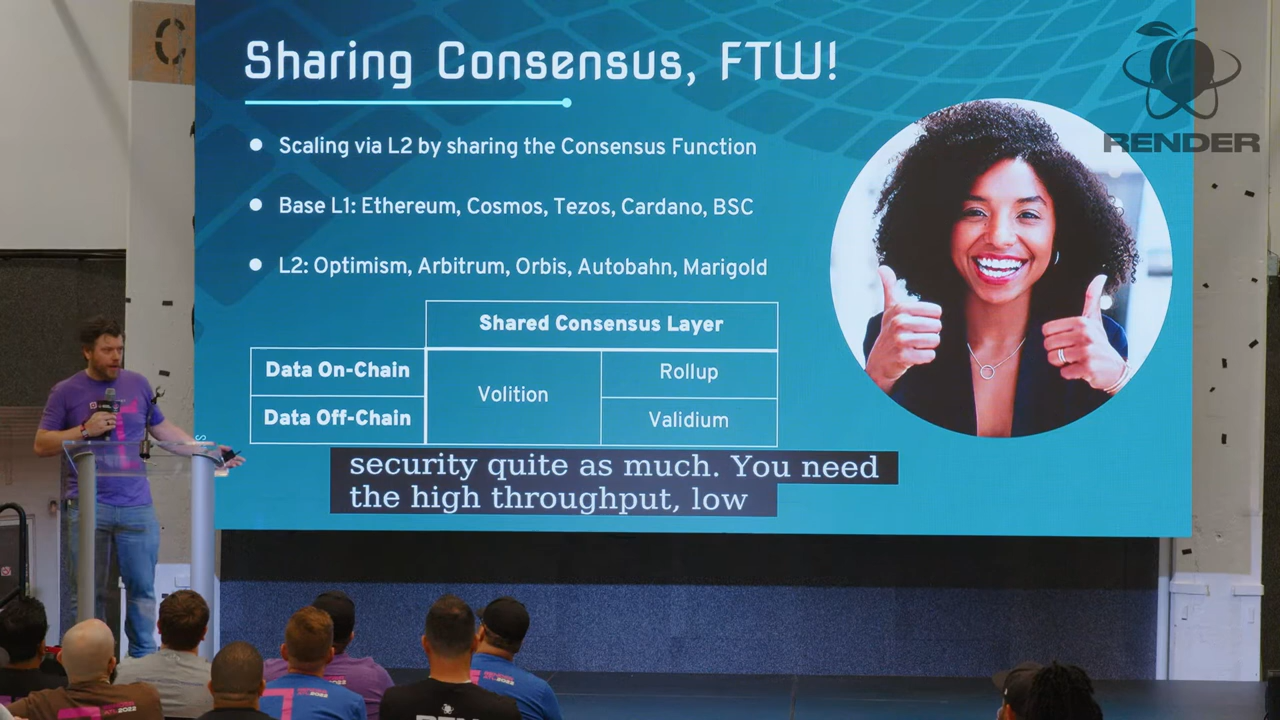 Sharing Consensus, FTW!
RENDER
Scaling via L2 by sharing the Consensus Function
Base L1: Ethereum, Cosmos, Tezos, Cardano, BSC
L2: Optimism, Arbitrum, Orbis, Autobahn, Marigold
Shared Consensus Layer
Data On-Chain
Volition
Rollup
Data Off-Chain
Validium
security quite as much. You need
the high throughput, low